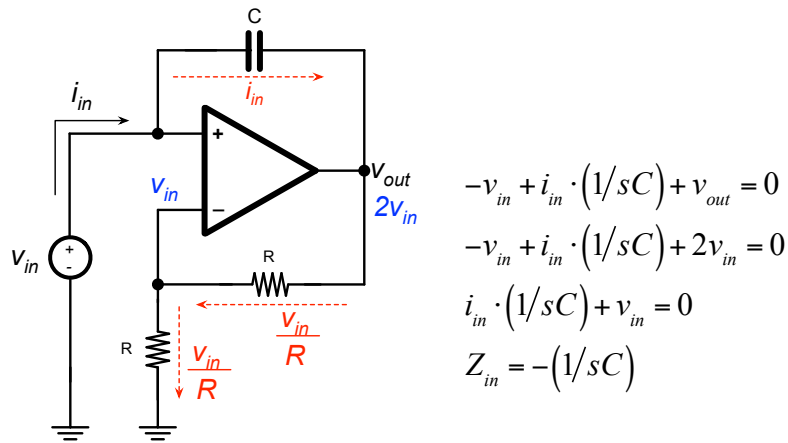 C
i_in
i_in
+
v_in
−
v_out
2v_in
v_in
+
-
R
v_in/R
R
v_in/R
-v_in + i_in · (1/sC) + v_out = 0
-v_in + i_in · (1/sC) + 2v_in = 0
i_in · (1/sC) + v_in = 0
Z_in = -(1/sC)